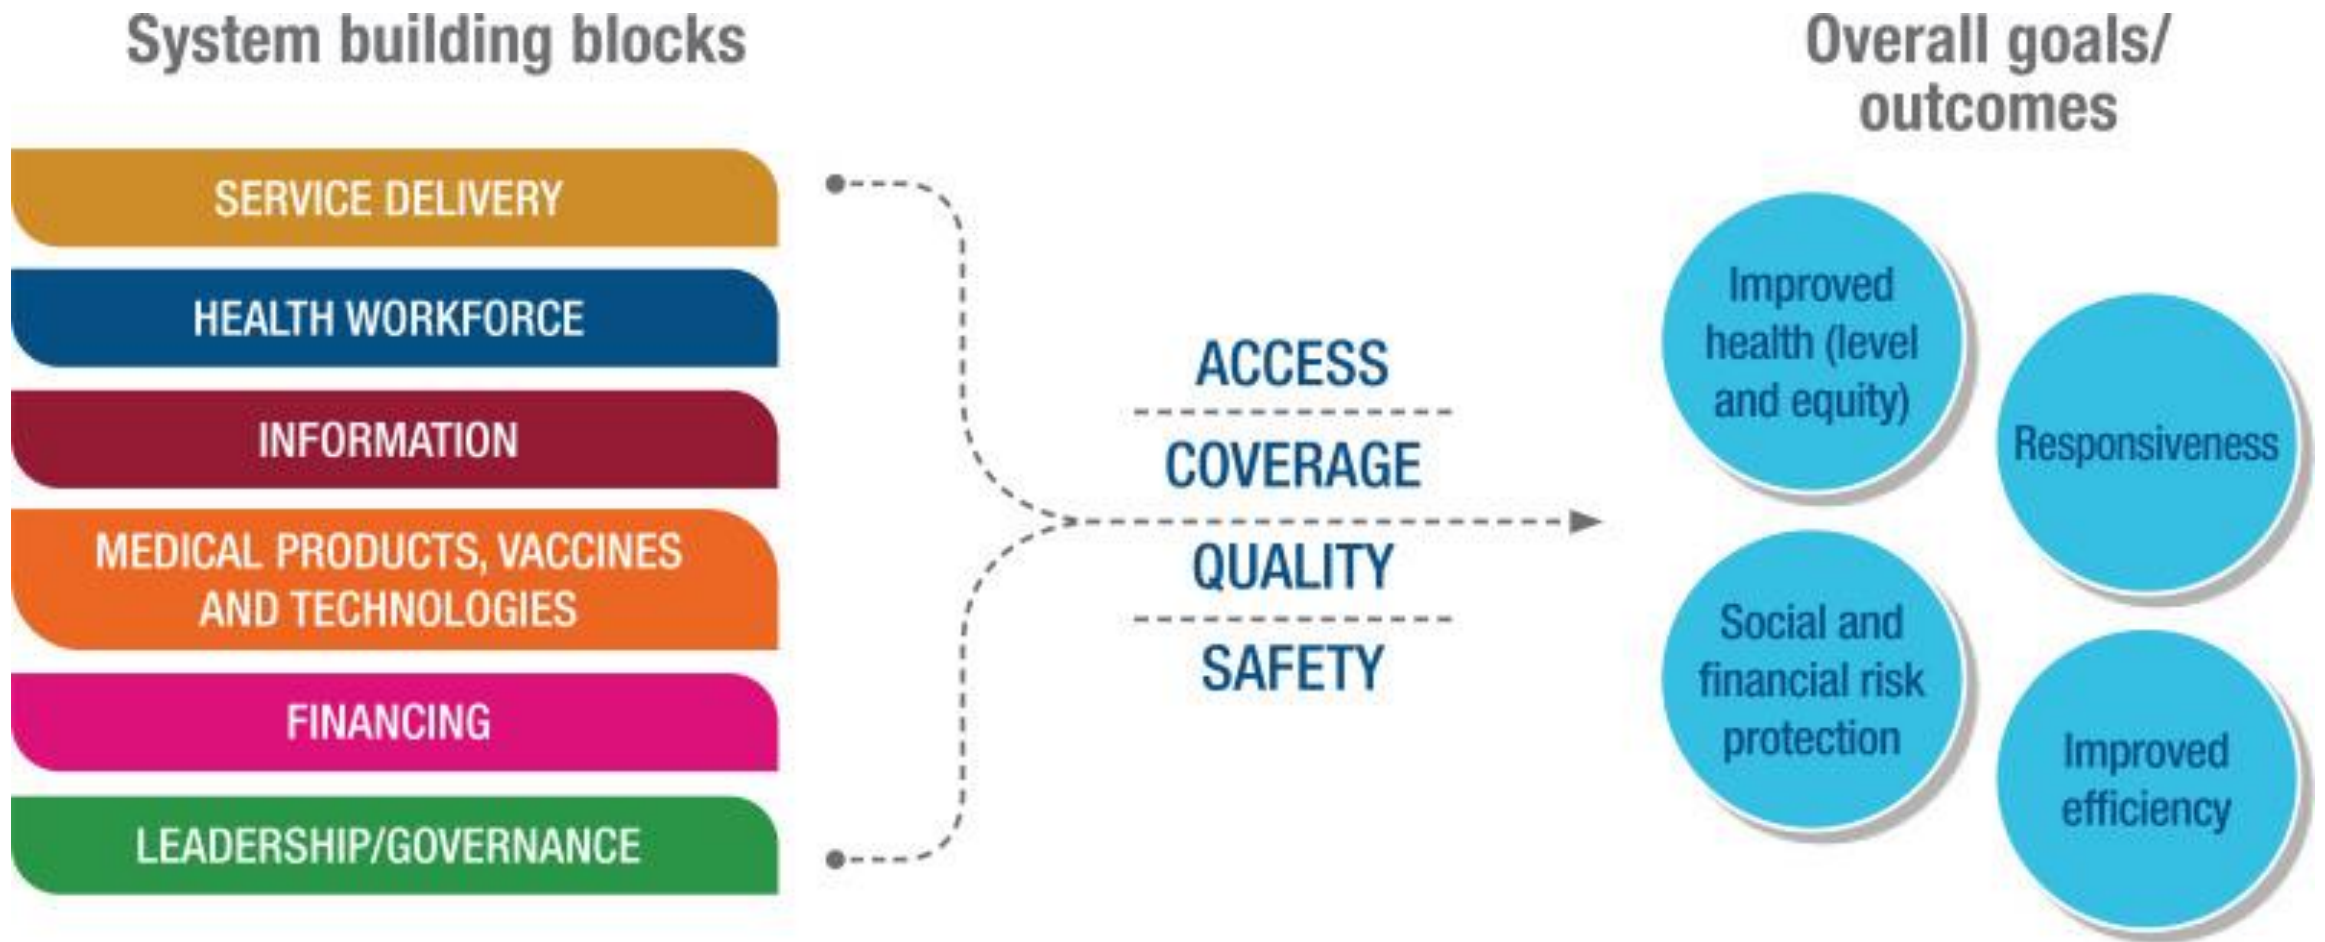 System building blocks
SERVICE DELIVERY
HEALTH WORKFORCE
INFORMATION
MEDICAL PRODUCTS, VACCINES
AND TECHNOLOGIES
FINANCING
LEADERSHIP/GOVERNANCE
ACCESS
COVERAGE
QUALITY
SAFETY
Overall goals/
outcomes
Improved
health (level
and equity)
Responsiveness
Social and
financial risk
protection
Improved
efficiency